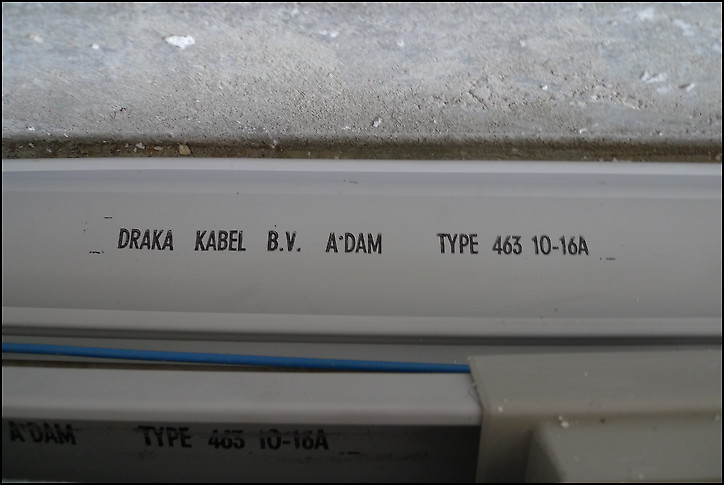 DRAKA KABEL B.V. A'DAM TYPE 463 10-16A
A'DAM TYPE 463 10-16A